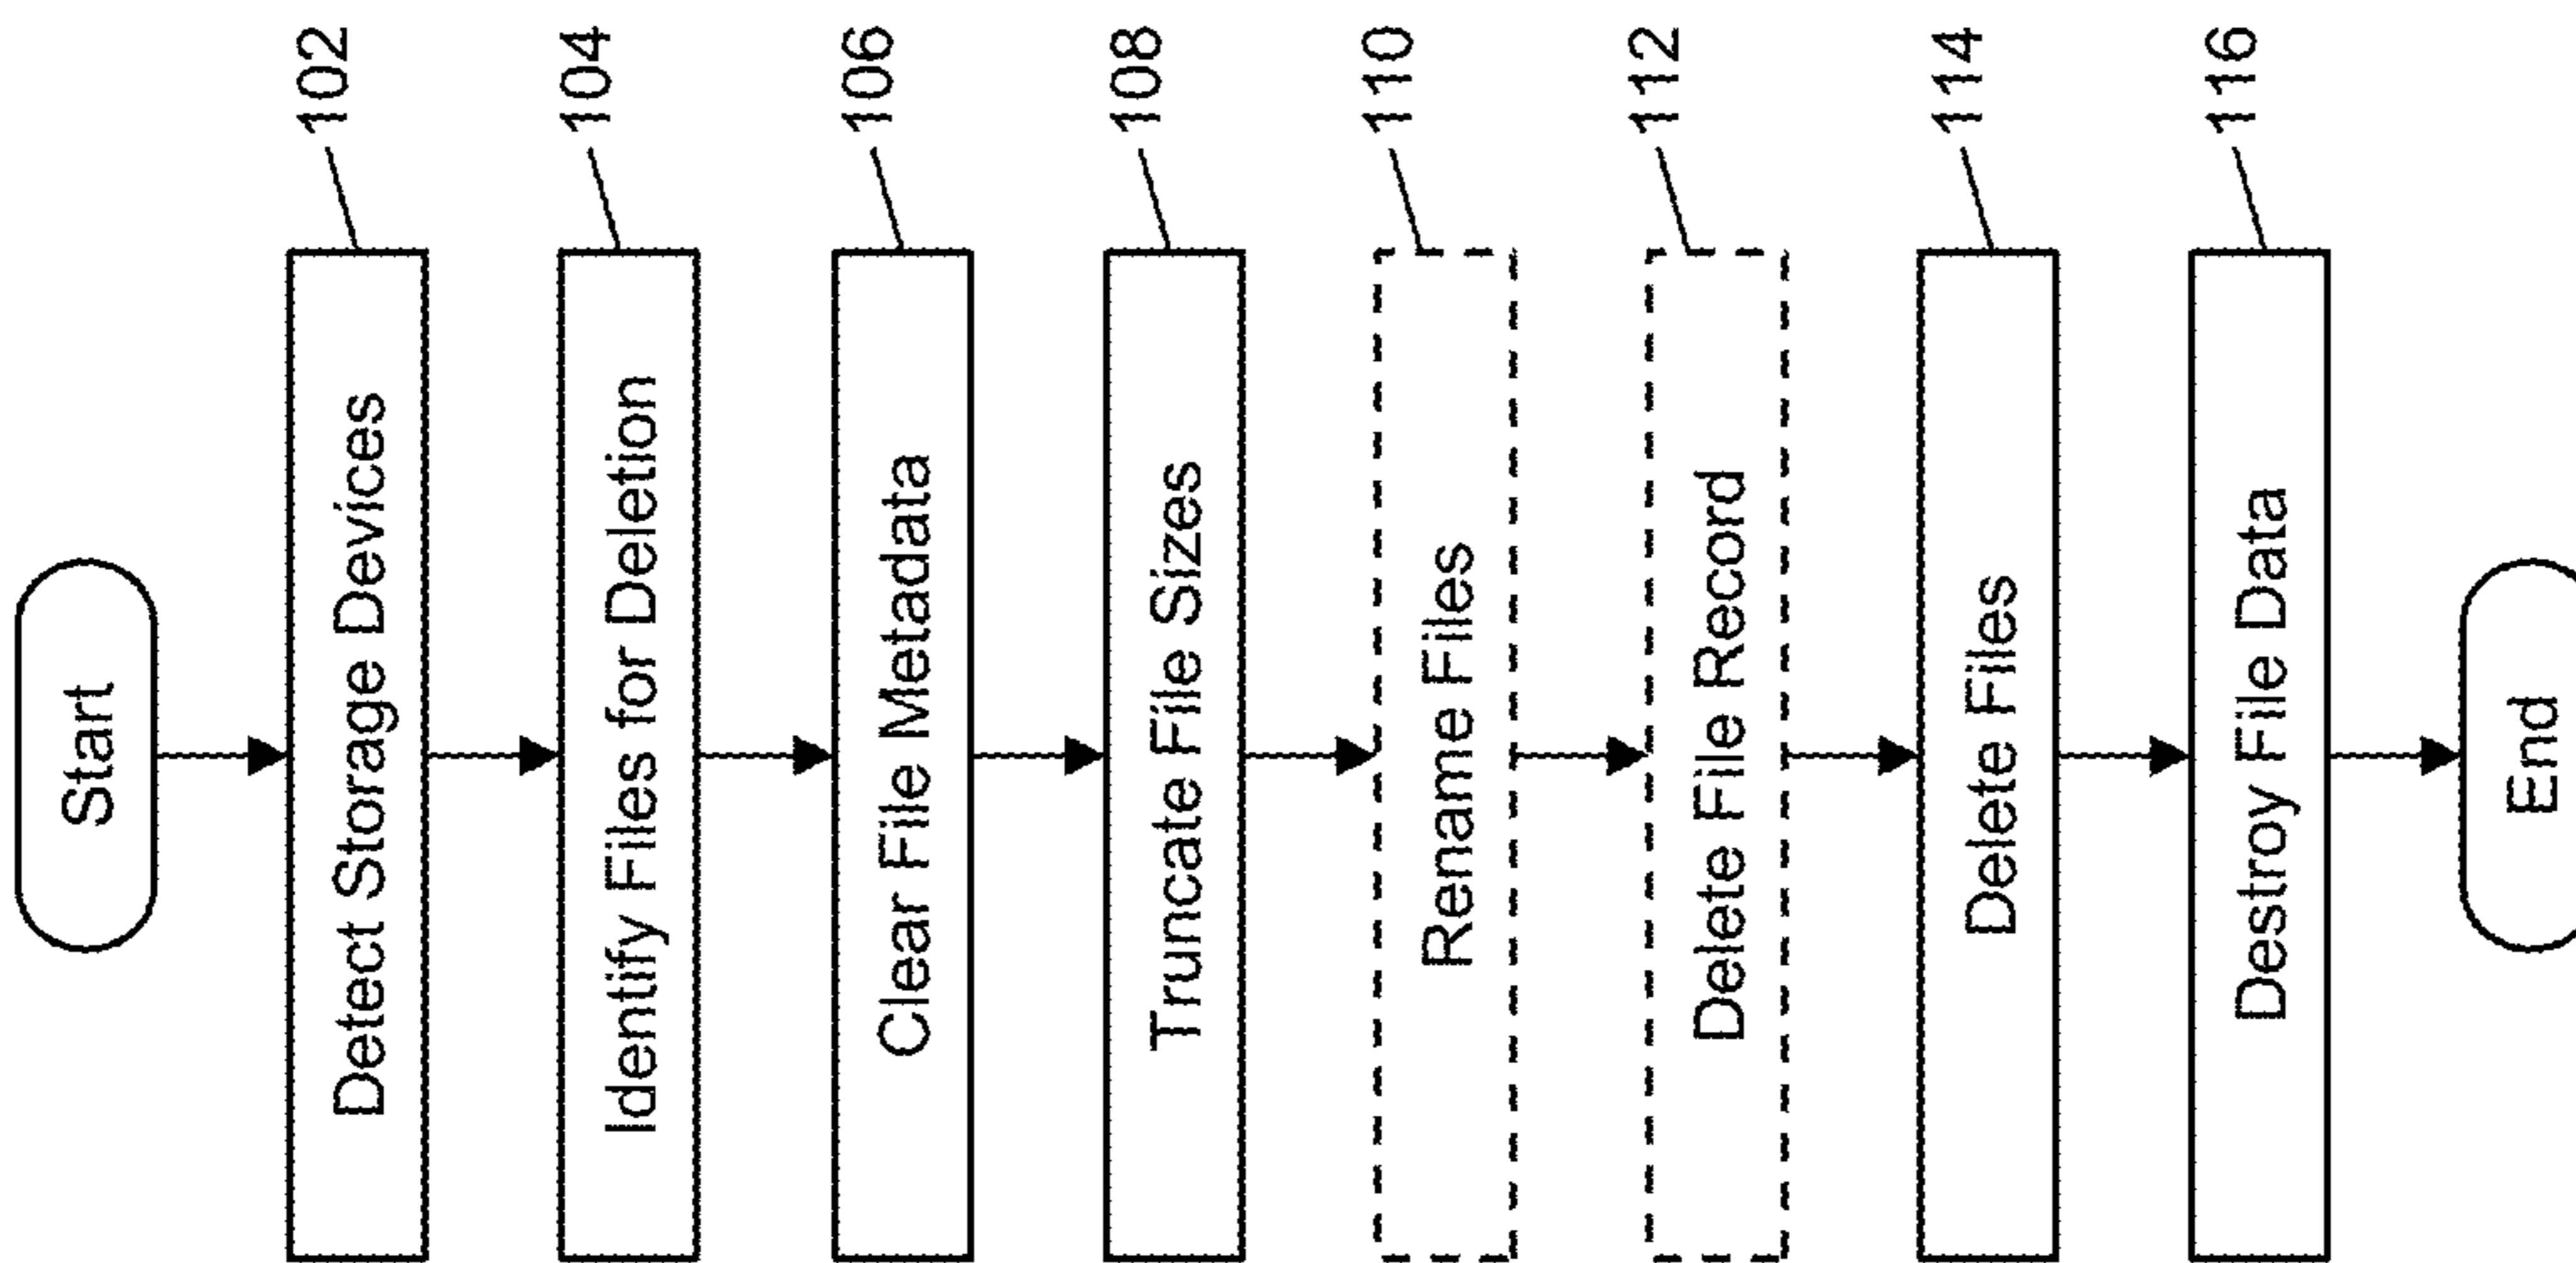 Start
Detect Storage Devices
102
Identify Files for Deletion
104
Clear File Metadata
106
Truncate File Sizes
108
Rename Files
110
Delete File Record
112
Delete Files
114
Destroy File Data
116
End